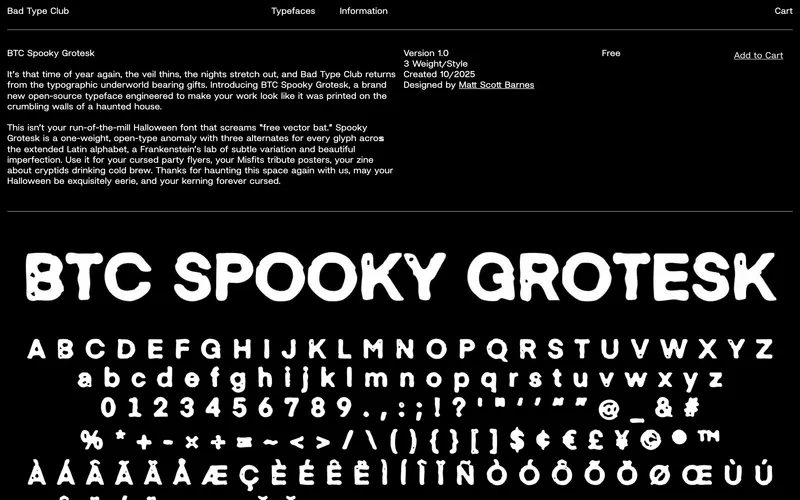 Bad Type Club
Typefaces
Information
Cart
BTC Spooky Grotesk
It's that time of year again, the veil thins, the nights stretch out, and Bad Type Club returns
from the typographic underworld bearing gifts. Introducing BTC Spooky Grotesk, a brand
new open-source typeface engineered to make your work look like it was printed on the
crumbling walls of a haunted house.
This isn't your run-of-the-mill Halloween font that screams "free vector bat." Spooky
Grotesk is a one-weight, open-type anomaly with three alternates for every glyph across
the extended Latin alphabet, a Frankenstein's lab of subtle variation and beautiful
imperfection. Use it for your cursed party flyers, your Misfits tribute posters, your zine
about cryptids drinking cold brew. Thanks for haunting this space again with us, may your
Halloween be exquisitely eerie, and your kerning forever cursed.
Version 1.0
3 Weight/Style
Created 10/2025
Designed by Matt Scott Barnes
Free
Add to Cart
BTC SPOOKY GROTESK
A B C D E F G H I J K L M N O P Q R S T U V W X Y Z
a b c d e f g h i j k l m n o p q r s t u v w x y z
0 1 2 3 4 5 6 7 8 9 . , : ; ! ? ' " ‘ ’ “ ” @ _ & #
% * + - × ÷ = ~ < > / \ ( ) { } [ ] $ ¢ € £ ¥ © • ™
À Á Â Ã Ä Å Æ Ç È É Ê Ë Ì Í Î Ï Ñ Ò Ó Ô Õ Ö Ø Œ Ù Ú